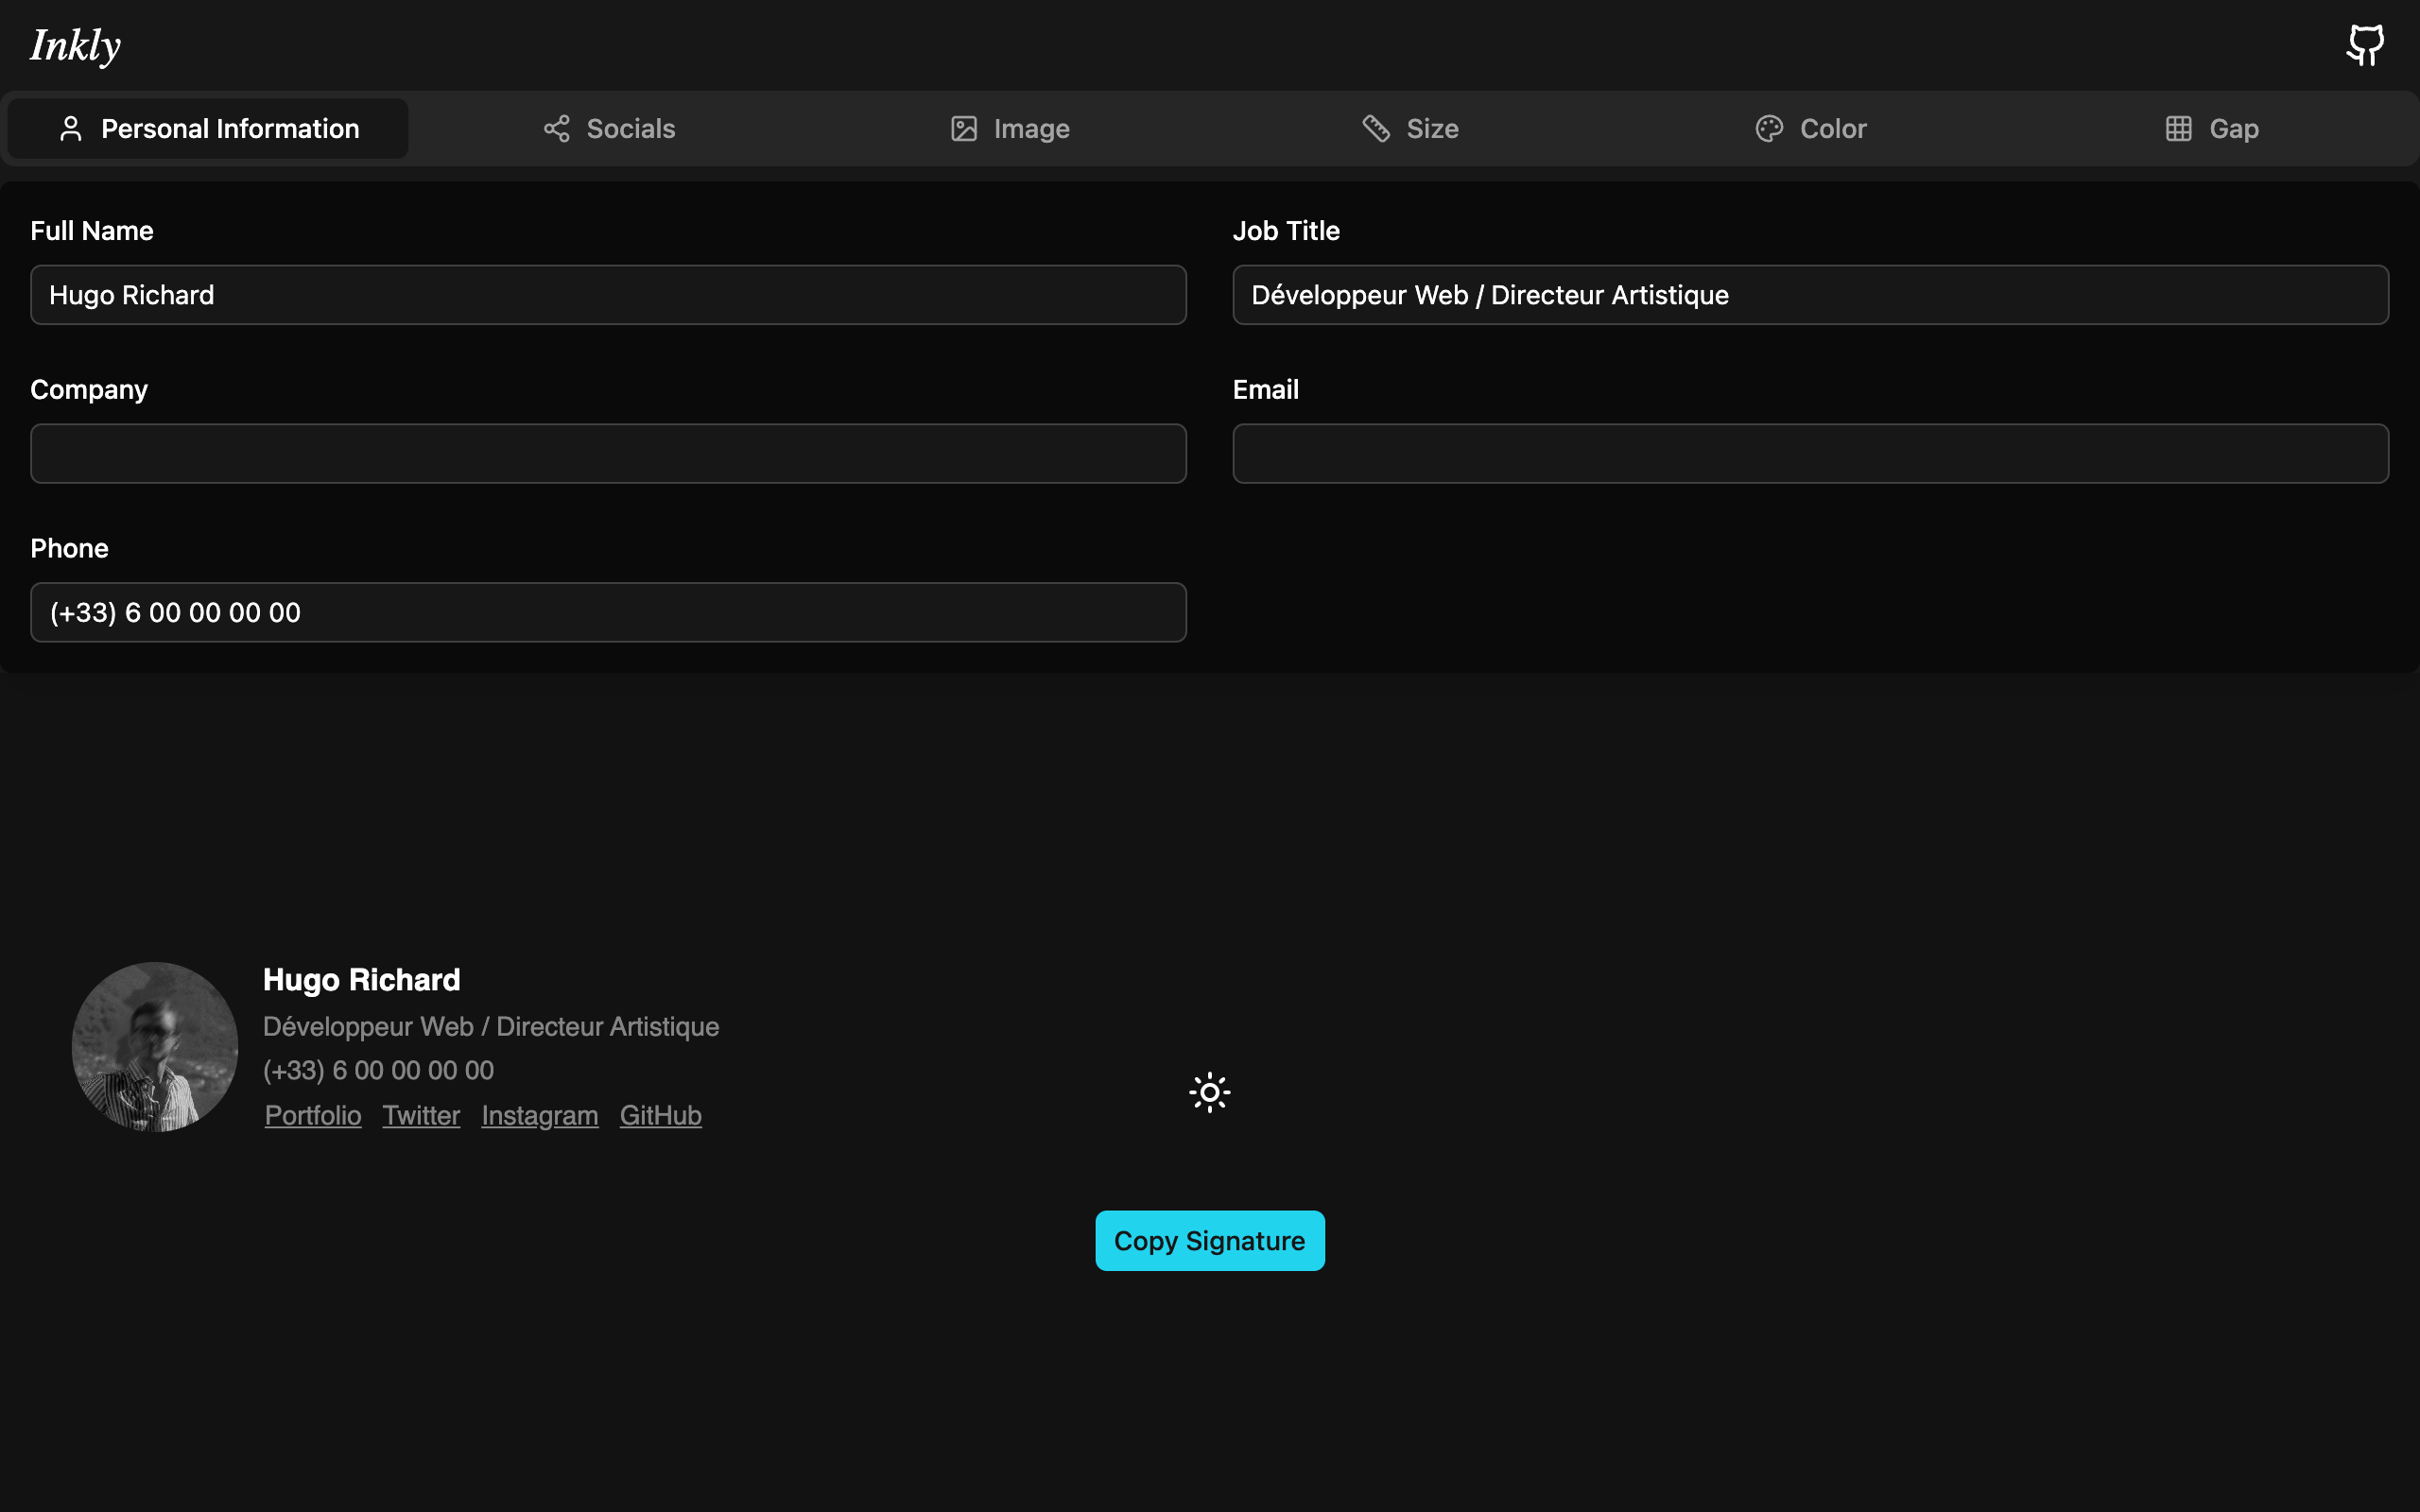 Inkly
Personal Information
Socials
Image
Size
Color
Gap
Full Name
Job Title
Hugo Richard
Développeur Web / Directeur Artistique
Company
Email
Phone
(+33) 6 00 00 00 00
Hugo Richard
Développeur Web / Directeur Artistique
(+33) 6 00 00 00 00
Portfolio Twitter Instagram GitHub
Copy Signature